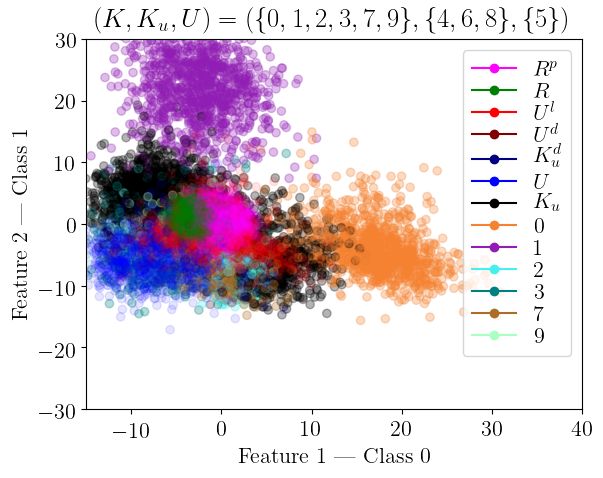 (K, K_u, U) = ({0, 1, 2, 3, 7, 9}, {4, 6, 8}, {5})
30
20
10
0
−10
−20
−30
Feature 2 — Class 1
−10
0
10
20
30
40
Feature 1 — Class 0
R^p
R
U^l
U^d
K_u^d
U
K_u
0
1
2
3
7
9